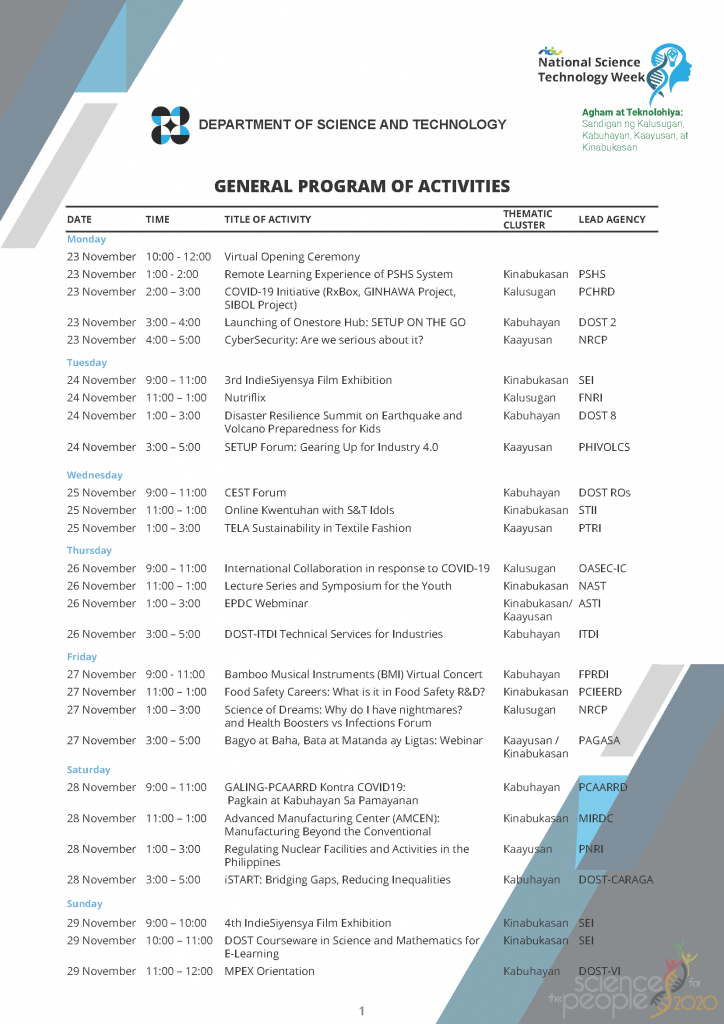 National Science
Technology Week
Agham at Teknolohiya:
Sandigan ng Kalusugan,
Kabuhayan, Kaayusan, at
Kinabukasan
DEPARTMENT OF SCIENCE AND TECHNOLOGY
GENERAL PROGRAM OF ACTIVITIES
DATE TIME TITLE OF ACTIVITY THEMATIC CLUSTER LEAD AGENCY
Monday
23 November 10:00 - 12:00 Virtual Opening Ceremony
23 November 1:00 - 2:00 Remote Learning Experience of PSHS System Kinabukasan PSHS
23 November 2:00 – 3:00 COVID-19 Initiative (RxBox, GINHAWA Project, Kalusugan PCHRD
SIBOL Project)
23 November 3:00 – 4:00 Launching of Onestore Hub: SETUP ON THE GO Kabuhayan DOST 2
23 November 4:00 – 5:00 CyberSecurity: Are we serious about it? Kaayusan NRCP
Tuesday
24 November 9:00 – 11:00 3rd IndieSiyensya Film Exhibition Kinabukasan SEI
24 November 11:00 – 1:00 Nutriflix Kalusugan FNRI
24 November 1:00 – 3:00 Disaster Resilience Summit on Earthquake and Kabuhayan DOST 8
Volcano Preparedness for Kids
24 November 3:00 – 5:00 SETUP Forum: Gearing Up for Industry 4.0 Kaayusan PHIVOLCS
Wednesday
25 November 9:00 – 11:00 CEST Forum Kabuhayan DOST ROs
25 November 11:00 – 1:00 Online Kwentuhan with S&T Idols Kinabukasan STII
25 November 1:00 – 3:00 TELA Sustainability in Textile Fashion Kaayusan PTRI
Thursday
26 November 9:00 – 11:00 International Collaboration in response to COVID-19 Kalusugan OASEC-IC
26 November 11:00 – 1:00 Lecture Series and Symposium for the Youth Kinabukasan NAST
26 November 1:00 – 3:00 EPDC Webminar Kinabukasan/ ASTI
Kaayusan
26 November 3:00 – 5:00 DOST-ITDI Technical Services for Industries Kabuhayan ITDI
Friday
27 November 9:00 - 11:00 Bamboo Musical Instruments (BMI) Virtual Concert Kabuhayan FPRDI
27 November 11:00 – 1:00 Food Safety Careers: What is it in Food Safety R&D? Kinabukasan PCIEERD
27 November 1:00 – 3:00 Science of Dreams: Why do I have nightmares? Kalusugan NRCP
and Health Boosters vs Infections Forum
27 November 3:00 – 5:00 Bagyo at Baha, Bata at Matanda ay Ligtas: Webinar Kaayusan / PAGASA
Kinabukasan
Saturday
28 November 9:00 – 11:00 GALING-PCAARRD Kontra COVID19: Kabuhayan PCAARRD
Pagkain at Kabuhayan Sa Pamayanan
28 November 11:00 – 1:00 Advanced Manufacturing Center (AMCEN): Kinabukasan MIRDC
Manufacturing Beyond the Conventional
28 November 1:00 – 3:00 Regulating Nuclear Facilities and Activities in the Kaayusan PNRI
Philippines
28 November 3:00 – 5:00 iSTART: Bridging Gaps, Reducing Inequalities Kabuhayan DOST-CARAGA
Sunday
29 November 9:00 – 10:00 4th IndieSiyensya Film Exhibition Kinabukasan SEI
29 November 10:00 – 11:00 DOST Courseware in Science and Mathematics for Kinabukasan SEI
E-Learning
29 November 11:00 – 12:00 MPEX Orientation Kabuhayan DOST-VI
science for
the people 2020
1